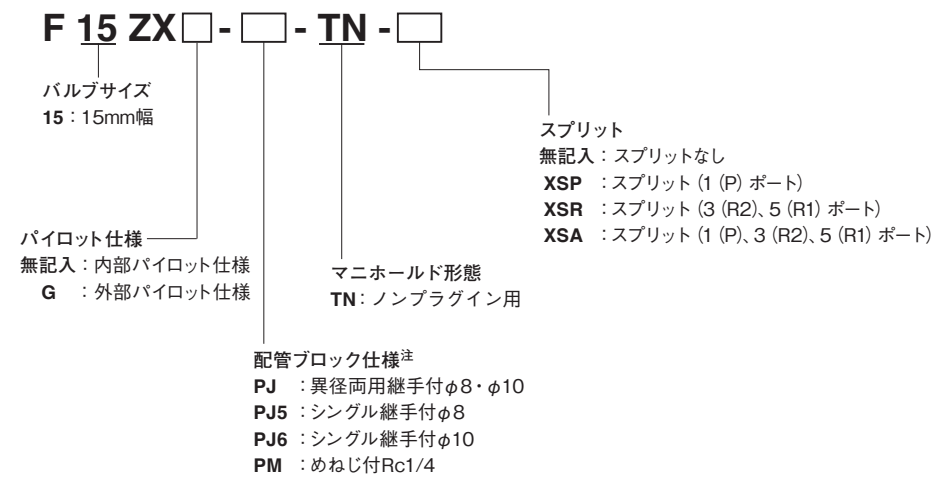 F 15 ZX□-□-TN-□
バルブサイズ
15：15mm幅
スプリット
無記入：スプリットなし
XSP：スプリット（1（P）ポート）
XSR：スプリット（3（R2）、5（R1）ポート）
XSA：スプリット（1（P）、3（R2）、5（R1）ポート）
パイロット仕様
無記入：内部パイロット仕様
G：外部パイロット仕様
マニホールド形態
TN：ノンプラグイン用
配管ブロック仕様注
PJ：異径両用継手付φ8・φ10
PJ5：シングル継手付φ8
PJ6：シングル継手付φ10
PM：めねじ付Rc1/4